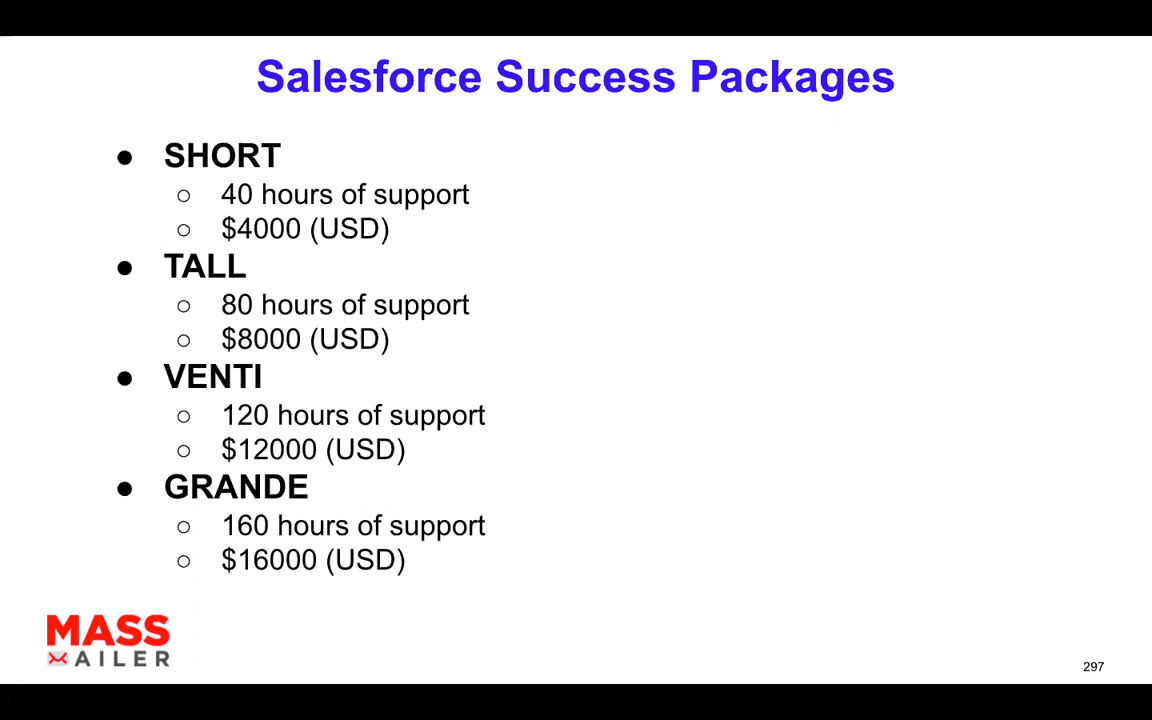 Salesforce Success Packages
● SHORT
○ 40 hours of support
○ $4000 (USD)
● TALL
○ 80 hours of support
○ $8000 (USD)
● VENTI
○ 120 hours of support
○ $12000 (USD)
● GRANDE
○ 160 hours of support
○ $16000 (USD)
MASS
AILER
297